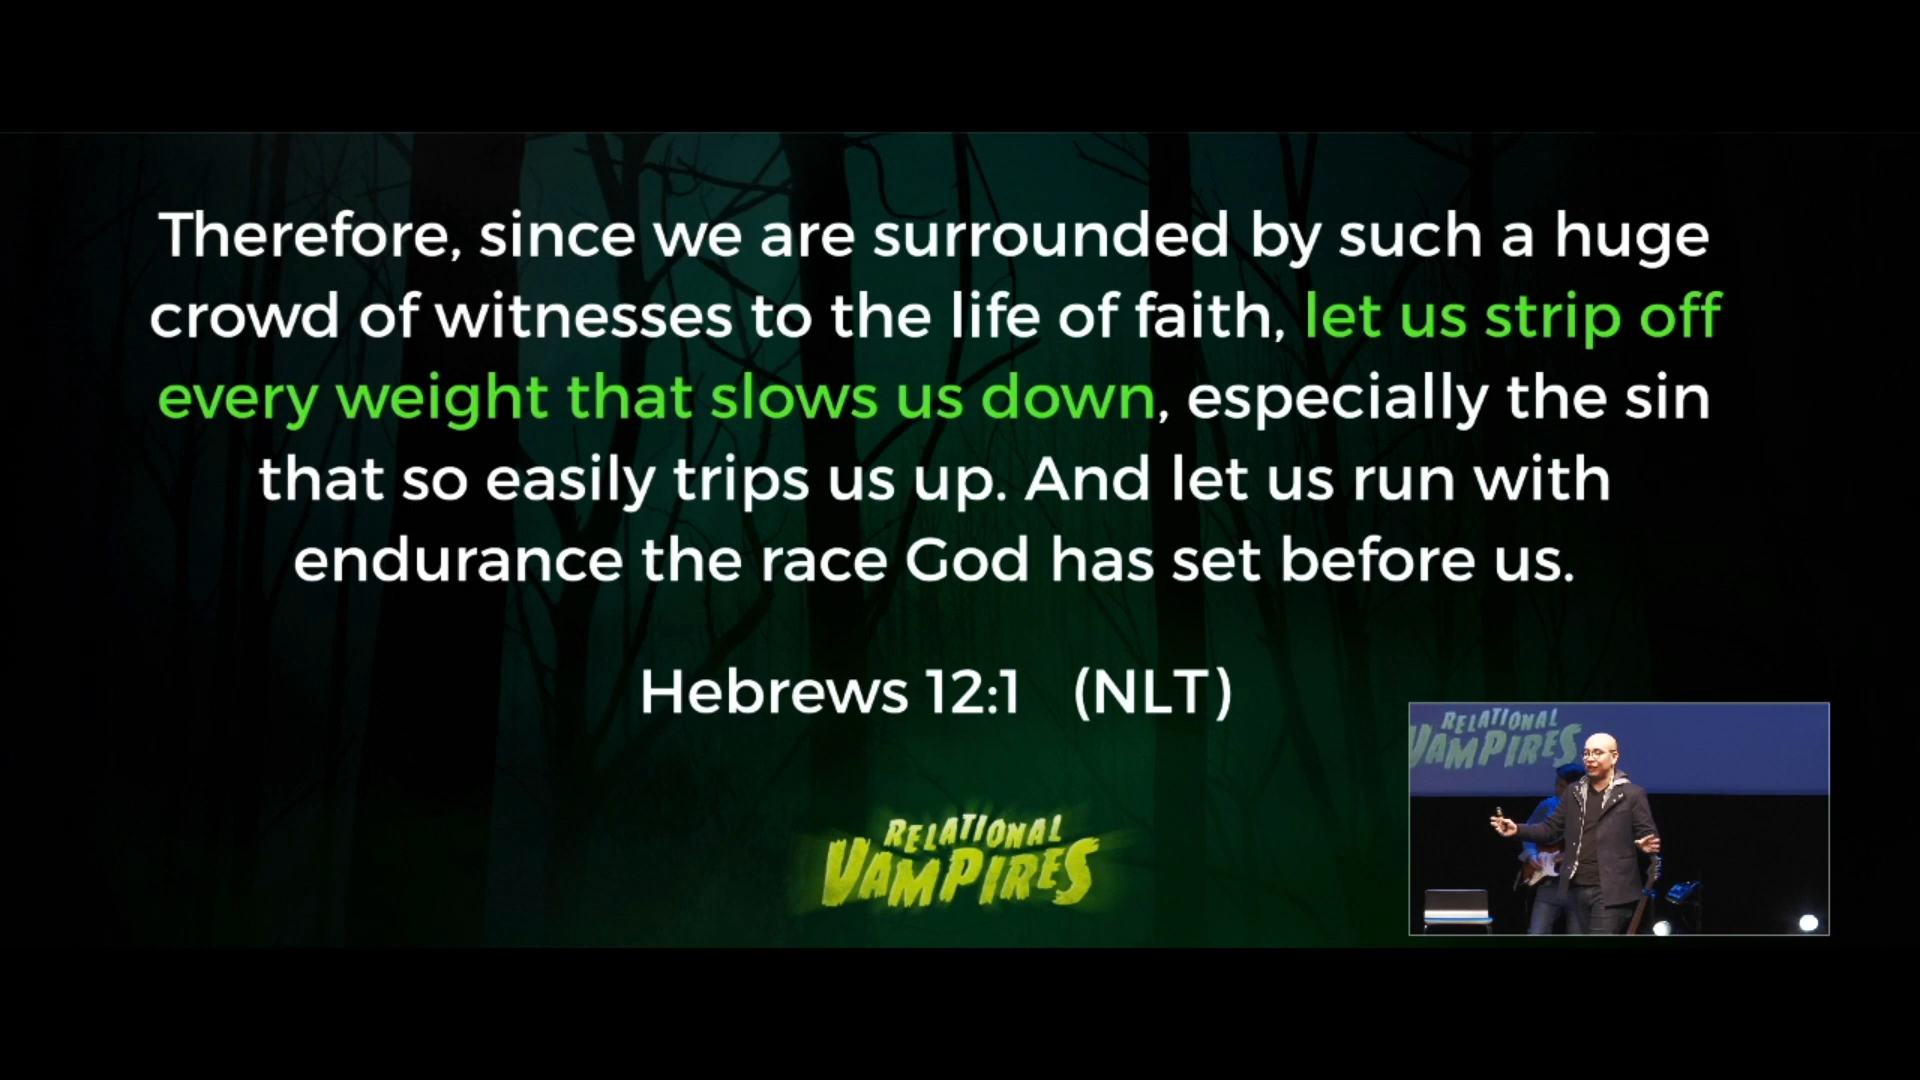 Therefore, since we are surrounded by such a huge
crowd of witnesses to the life of faith, let us strip off
every weight that slows us down, especially the sin
that so easily trips us up. And let us run with
endurance the race God has set before us.
Hebrews 12:1 (NLT)
RELATIONAL
VAMPIRES
RELATIONAL
VAMPIRES